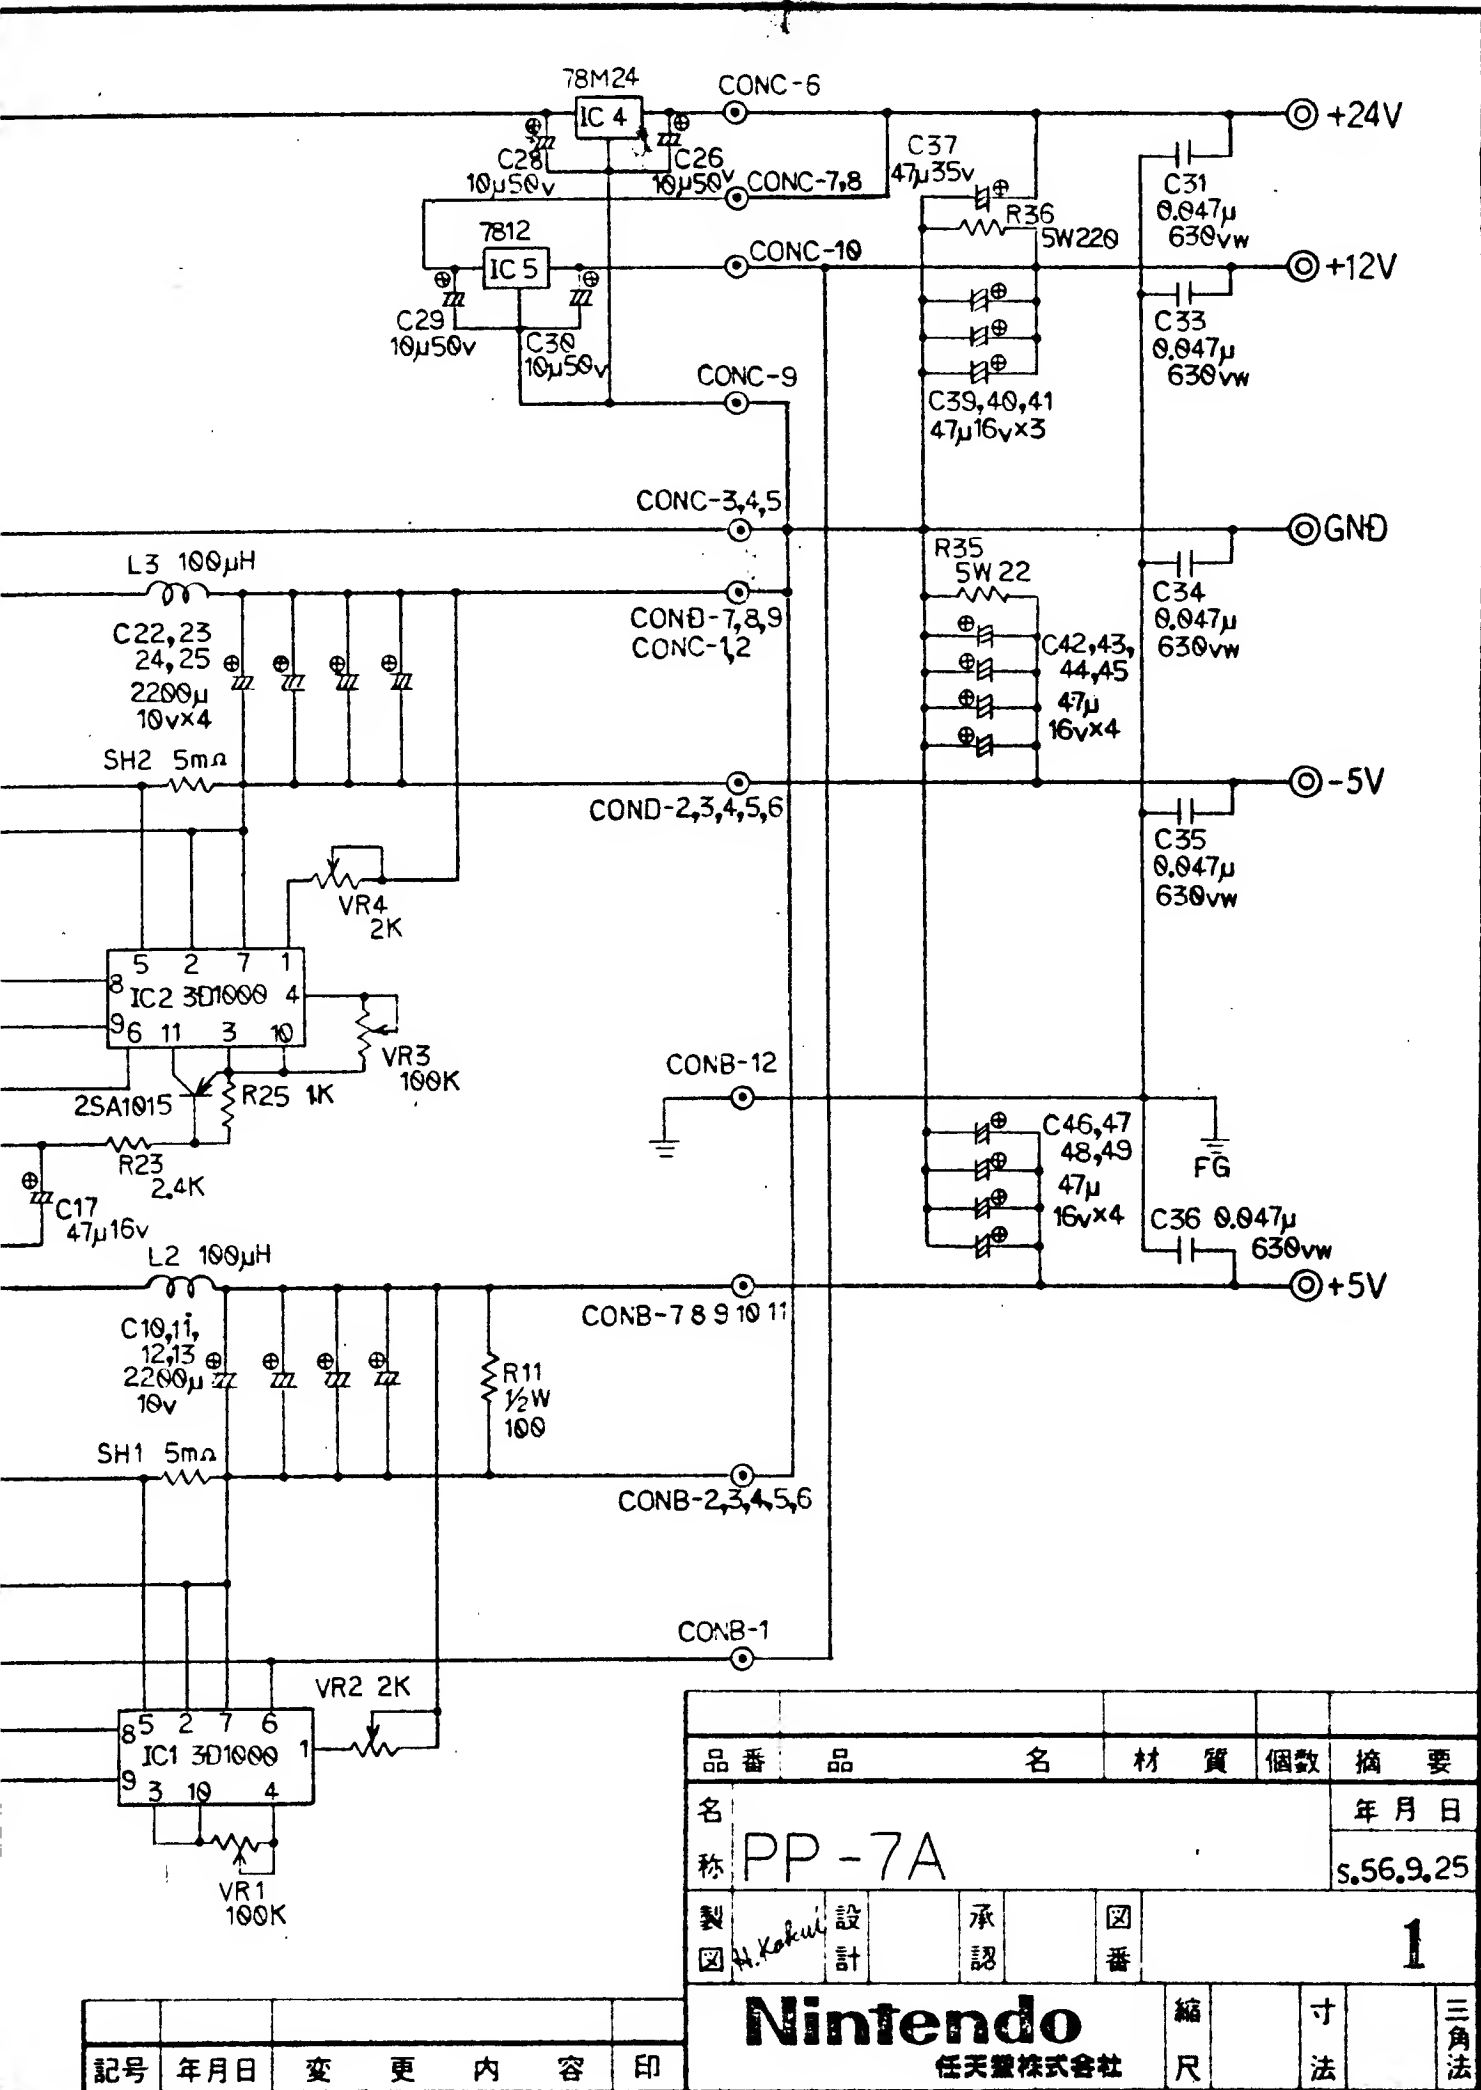 78M24
IC 4
CONC-6
+24V
C28
10μ50v
C26
10μ50v
CONC-7,8
C37
47μ35v
R36
5W220
C31
0.047μ
630vw
7812
IC 5
CONC-10
+12V
C29
10μ50v
C30
10μ50v
C33
0.047μ
630vw
CONC-9
C39,40,41
47μ16v×3
CONC-3,4,5
GND
L3 100μH
R35
5W 22
COND-7,8,9
CONC-1,2
C34
0.047μ
630vw
C22,23
24,25
2200μ
10v×4
C42,43,
44,45
47μ
16v×4
SH2 5mΩ
COND-2,3,4,5,6
-5V
C35
0.047μ
630vw
VR4
2K
5 2 7 1
8 IC2 3D1000 4
9 6 11 3 10
VR3
100K
2SA1015
R25 1K
CONB-12
R23
2.4K
C17
47μ16v
C46,47
48,49
47μ
16v×4
FG
C36 0.047μ
630vw
L2 100μH
+5V
CONB-7 8 9 10 11
C10,11,
12,13
2200μ
10v
R11
½W
100
SH1 5mΩ
CONB-2,3,4,5,6
CONB-1
VR2 2K
8 5 2 7 6
IC1 3D1000 1
9 3 10 4
VR1
100K
品番 品名 材質 個数 摘要
名称 PP-7A 年月日
S.56.9.25
製図 H.Kakui 設計 承認 図番 1
Nintendo 縮尺 寸法 三角法
任天堂株式会社
記号 年月日 変更内容 印